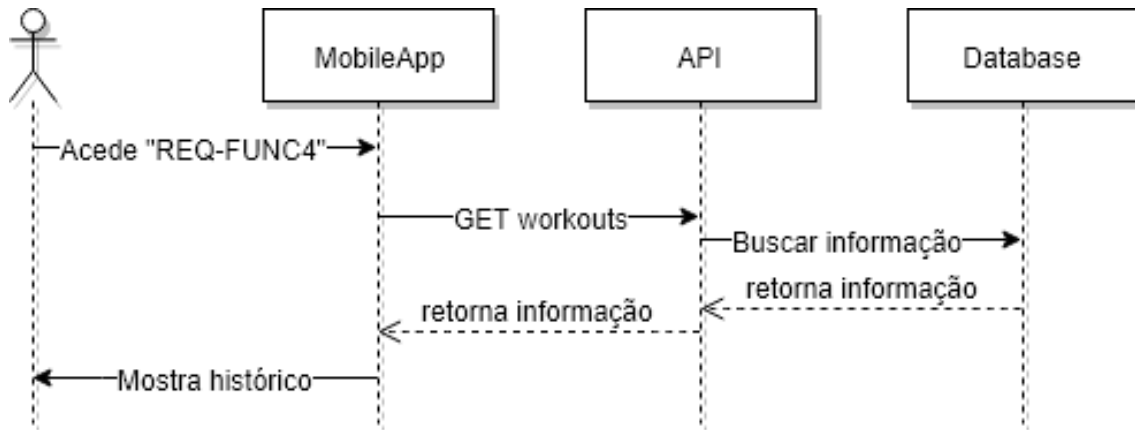 MobileApp
API
Database
Acede "REQ-FUNC4"
GET workouts
Buscar informação
retorna informação
retorna informação
Mostra histórico